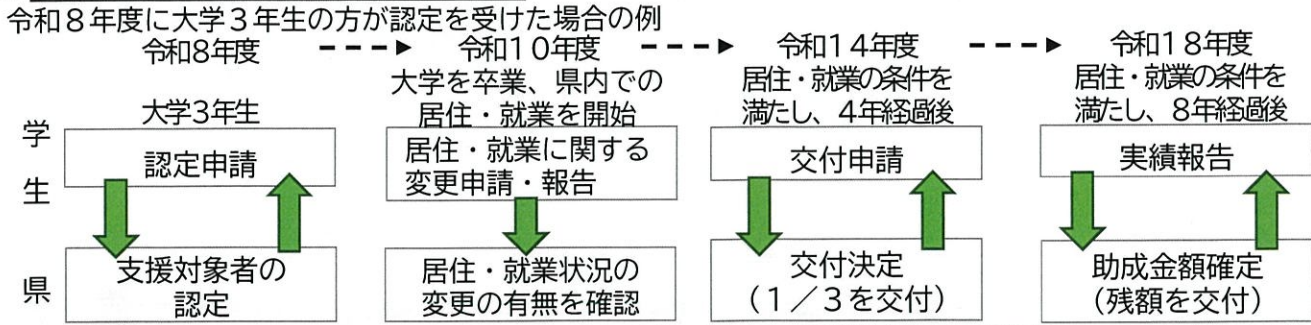 令和８年度に大学３年生の方が認定を受けた場合の例
令和8年度
令和１０年度
令和１４年度
令和１８年度
大学を卒業、県内での
居住・就業を開始
居住・就業の条件を
満たし、４年経過後
居住・就業の条件を
満たし、８年経過後
大学3年生
学生
認定申請
居住・就業に関する
変更申請・報告
交付申請
実績報告
県
支援対象者の
認定
居住・就業状況の
変更の有無を確認
交付決定
（１／３を交付）
助成金額確定
（残額を交付）